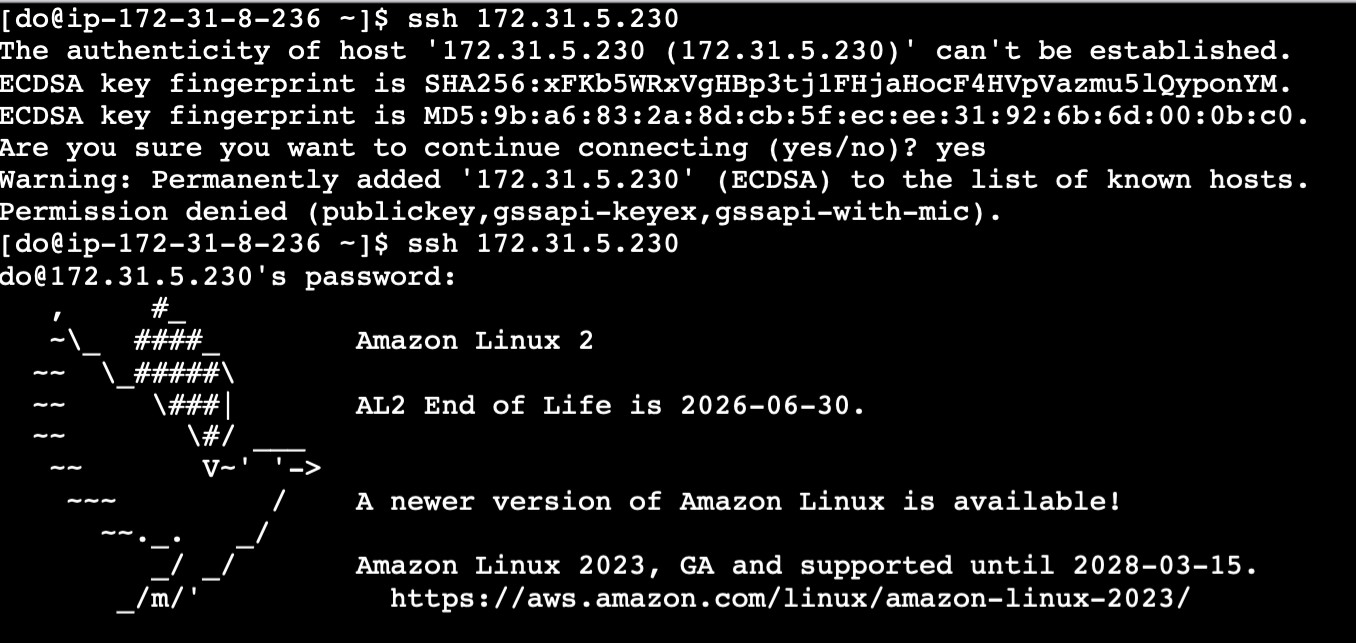 [do@ip-172-31-8-236 ~]$ ssh 172.31.5.230
The authenticity of host '172.31.5.230 (172.31.5.230)' can't be established.
ECDSA key fingerprint is SHA256:xFKb5WRxVgHBp3tj1FHjaHocF4HVpVazmu5lQyponYM.
ECDSA key fingerprint is MD5:9b:a6:83:2a:8d:cb:5f:ec:ee:31:92:6b:6d:00:0b:c0.
Are you sure you want to continue connecting (yes/no)? yes
Warning: Permanently added '172.31.5.230' (ECDSA) to the list of known hosts.
Permission denied (publickey,gssapi-keyex,gssapi-with-mic).
[do@ip-172-31-8-236 ~]$ ssh 172.31.5.230
do@172.31.5.230's password:
   ,     #_
   ~\_  ####_        Amazon Linux 2
  ~~  \_#####\
  ~~     \###|       AL2 End of Life is 2026-06-30.
  ~~       \#/ ___
   ~~       V~' '->
    ~~~         /    A newer version of Amazon Linux is available!
      ~~._.   _/
         _/ _/       Amazon Linux 2023, GA and supported until 2028-03-15.
       _/m/'           https://aws.amazon.com/linux/amazon-linux-2023/